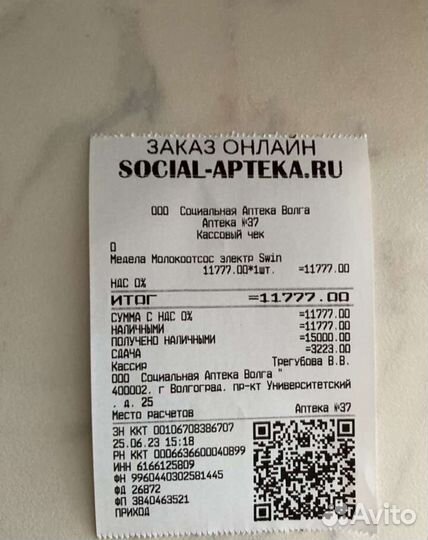 ЗАКАЗ ОНЛАЙН
SOCIAL-APTEKA.RU
ООО Социальная Аптека Волга
Аптека №37
Кассовый чек
0
Медела Молокоотсос электр Swin
11777.00*1шт. =11777.00
НДС 0%
ИТОГ =11777.00
СУММА С НДС 0% =11777.00
НАЛИЧНЫМИ =11777.00
ПОЛУЧЕНО НАЛИЧНЫМИ =15000.00
СДАЧА =3223.00
Кассир Трегубова В.В.
ООО Социальная Аптека Волга "
400002, г Волгоград, пр-кт Университетский
, д. 25
Место расчетов Аптека №37
ЗН ККТ 00106708386707
25.06.23 15:18
РН ККТ 0006636600040899
ИНН 6166125809
ФН 9960440302581445
ФД 26872
ФП 3840463521
ПРИХОД
Avito